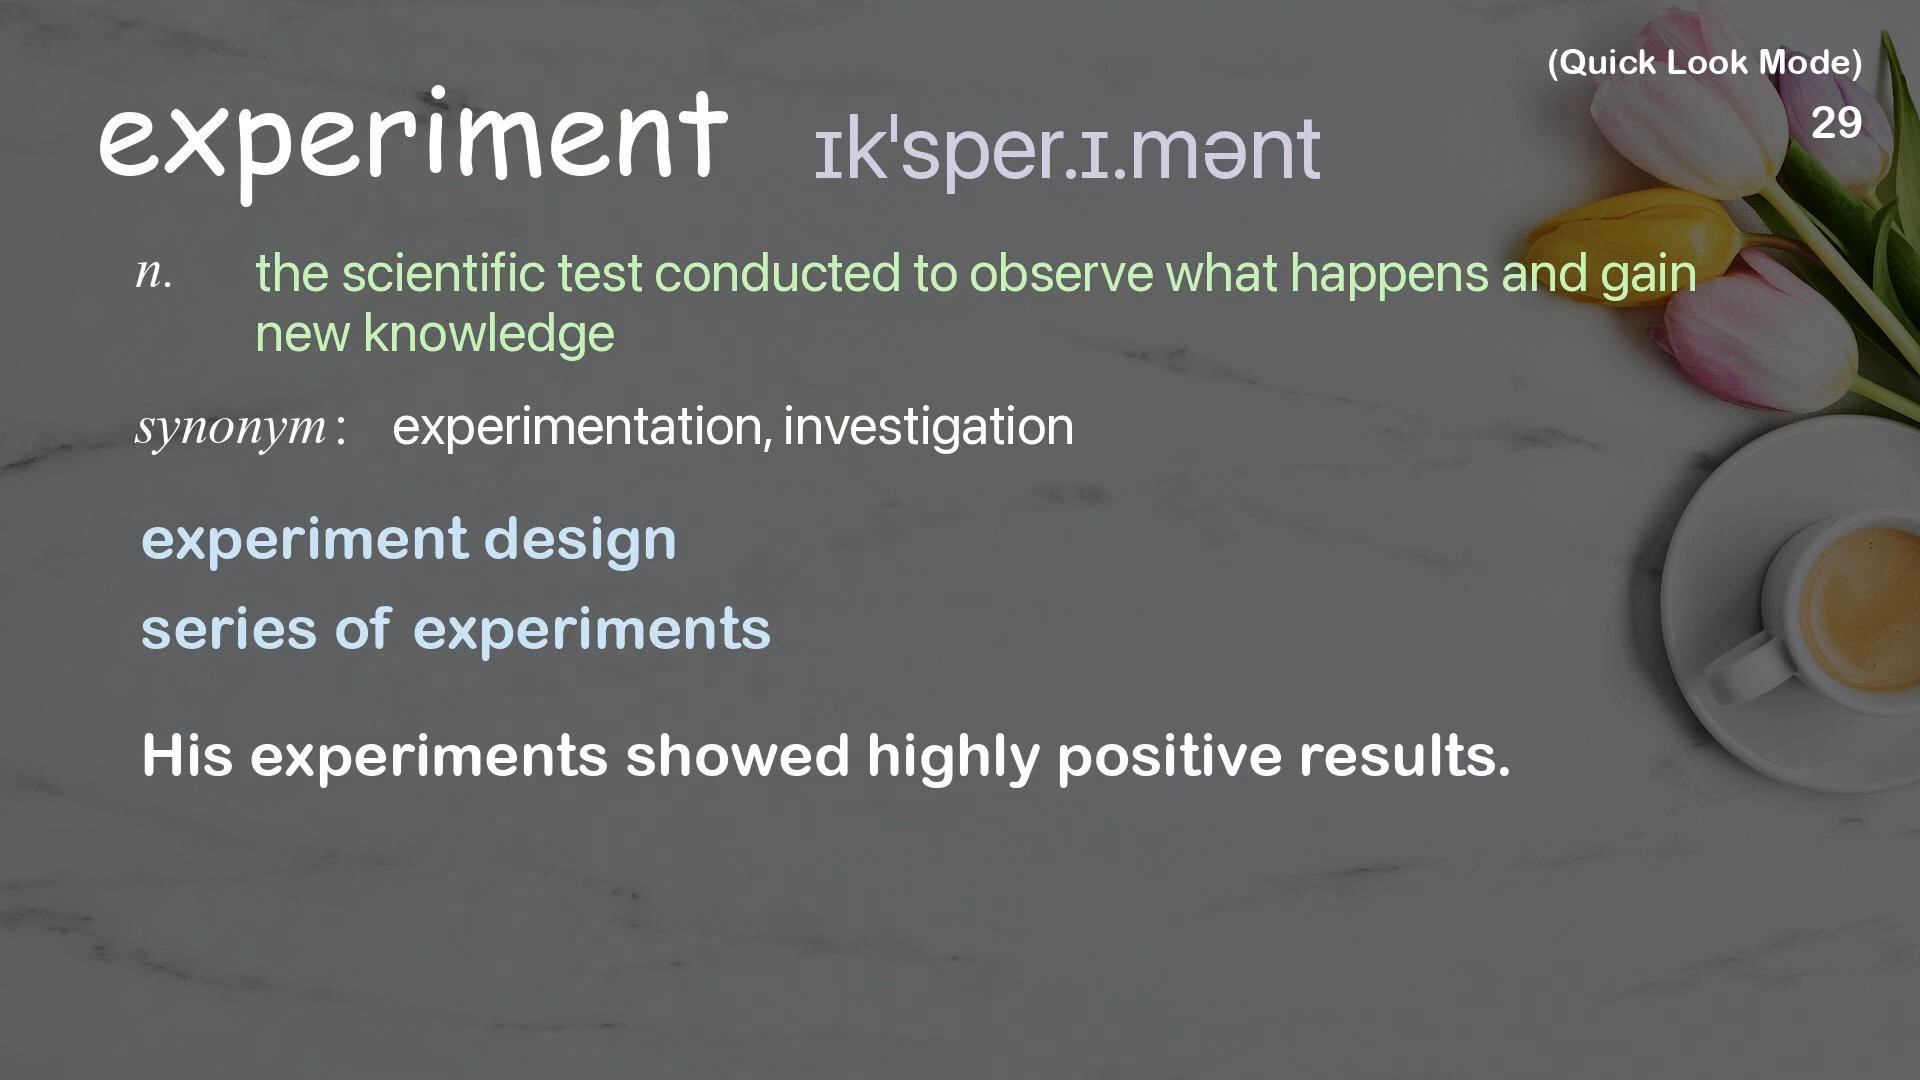 (Quick Look Mode)
29
experiment ɪkˈsper.ɪ.mənt
n. the scientific test conducted to observe what happens and gain
new knowledge
synonym : experimentation, investigation
experiment design
series of experiments
His experiments showed highly positive results.